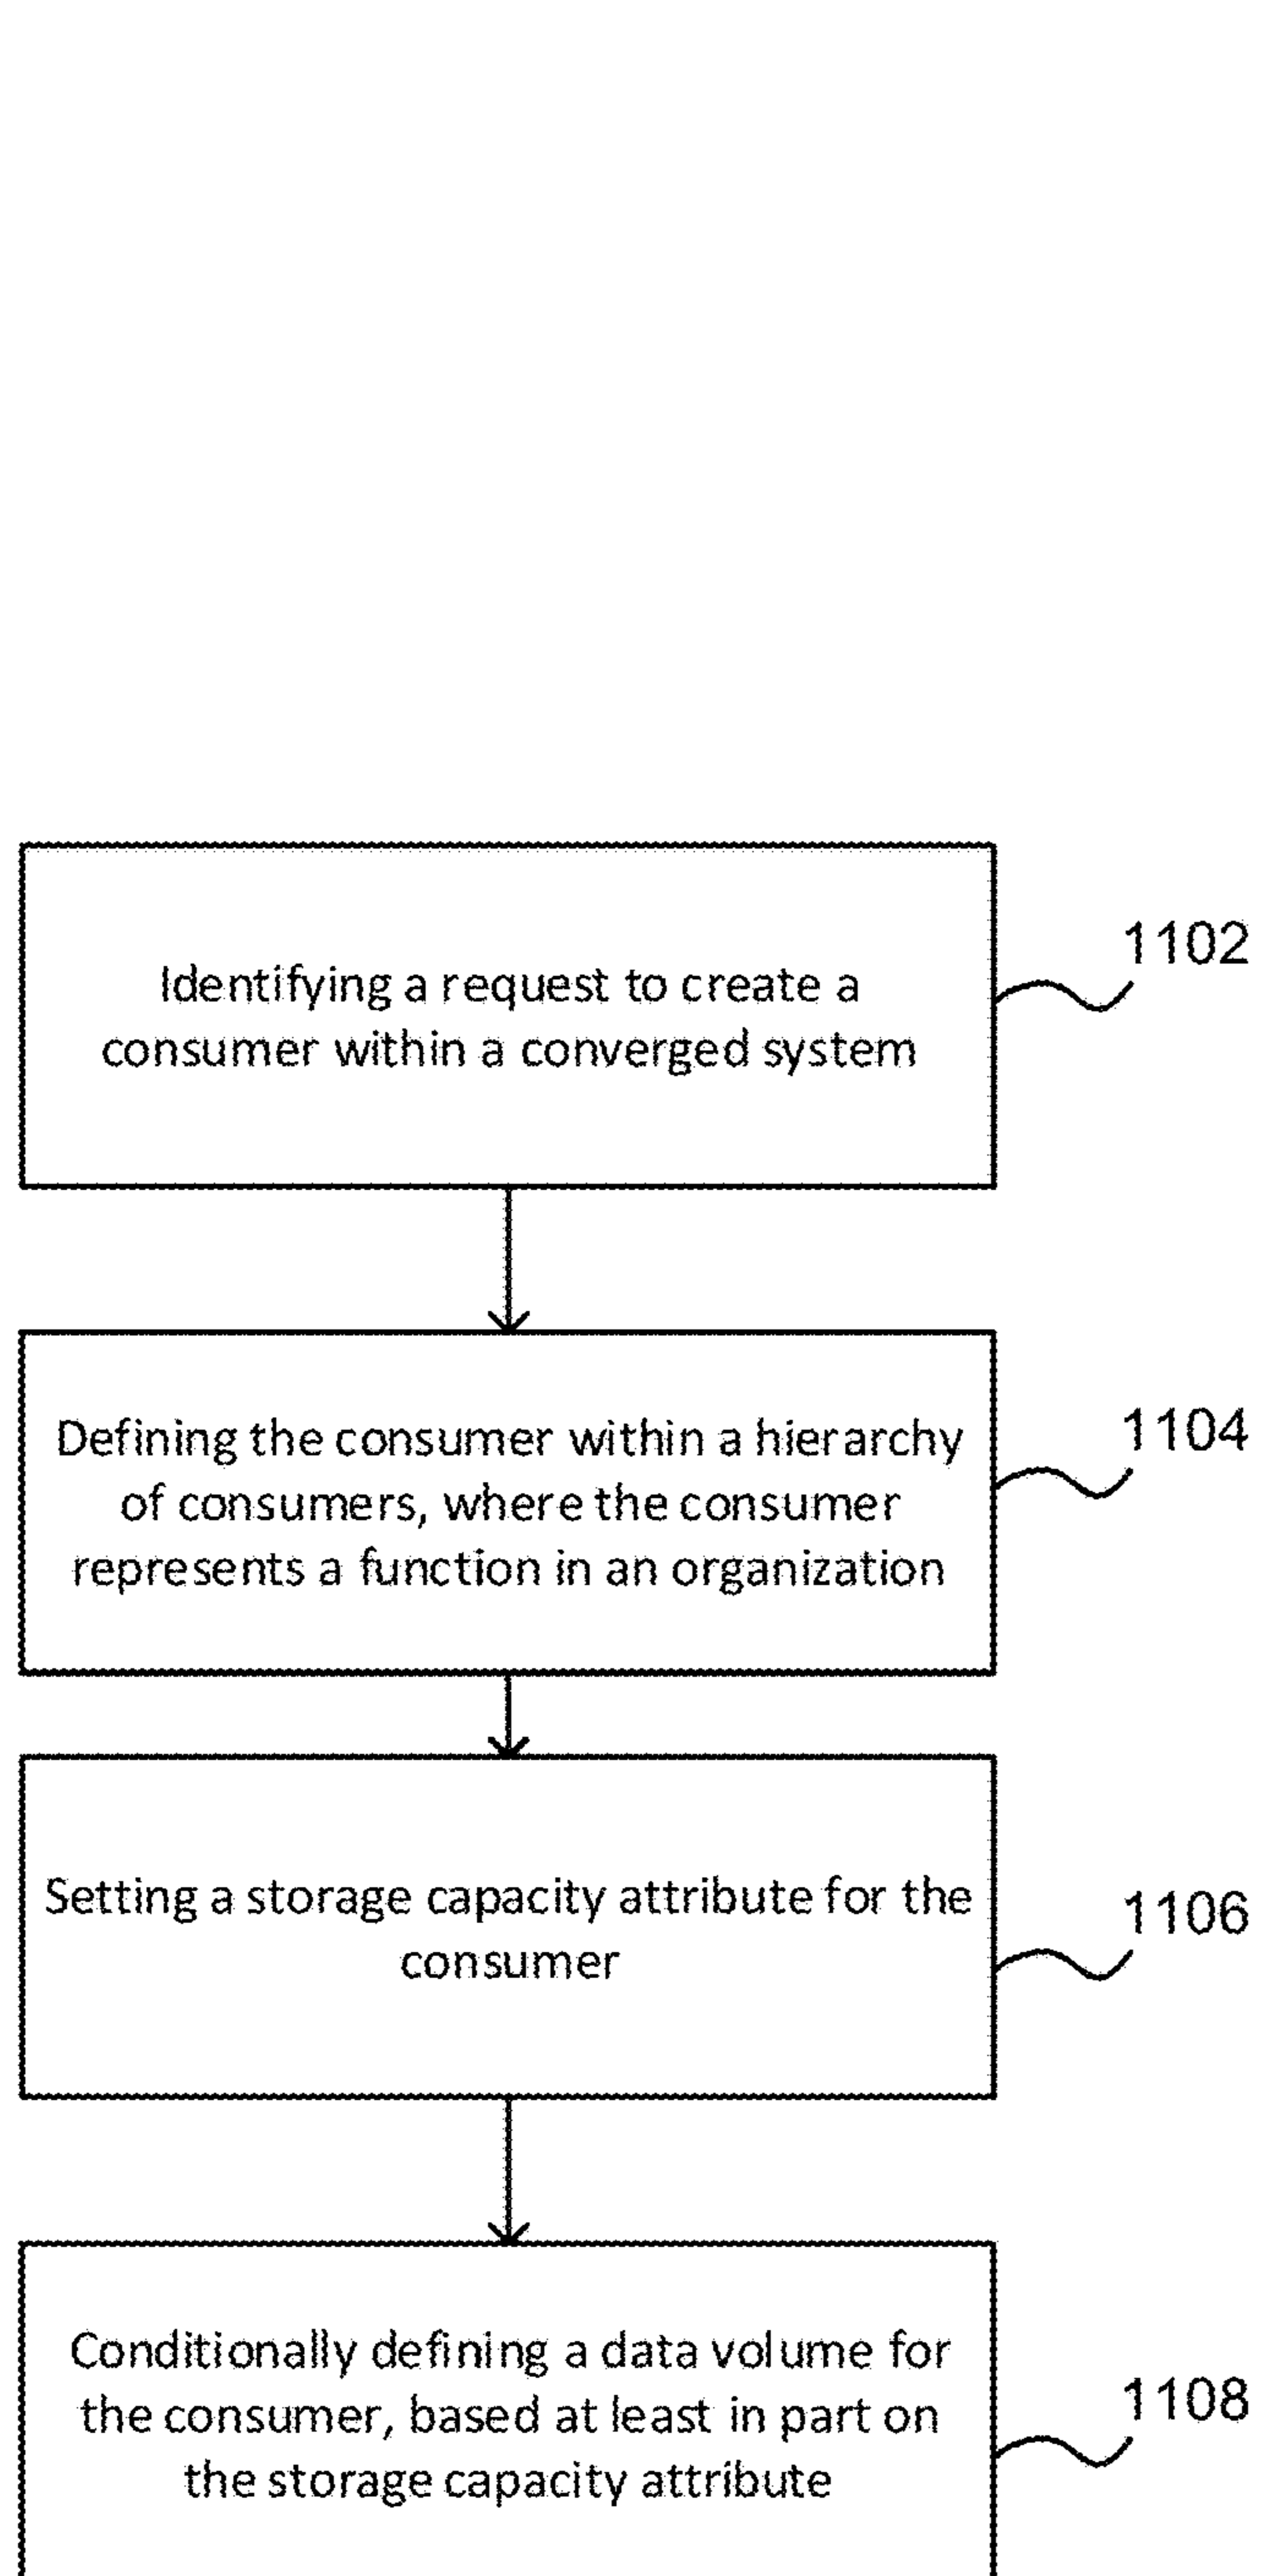 1102
Identifying a request to create a
consumer within a converged system
1104
Defining the consumer within a hierarchy
of consumers, where the consumer
represents a function in an organization
1106
Setting a storage capacity attribute for the
consumer
1108
Conditionally defining a data volume for
the consumer, based at least in part on
the storage capacity attribute